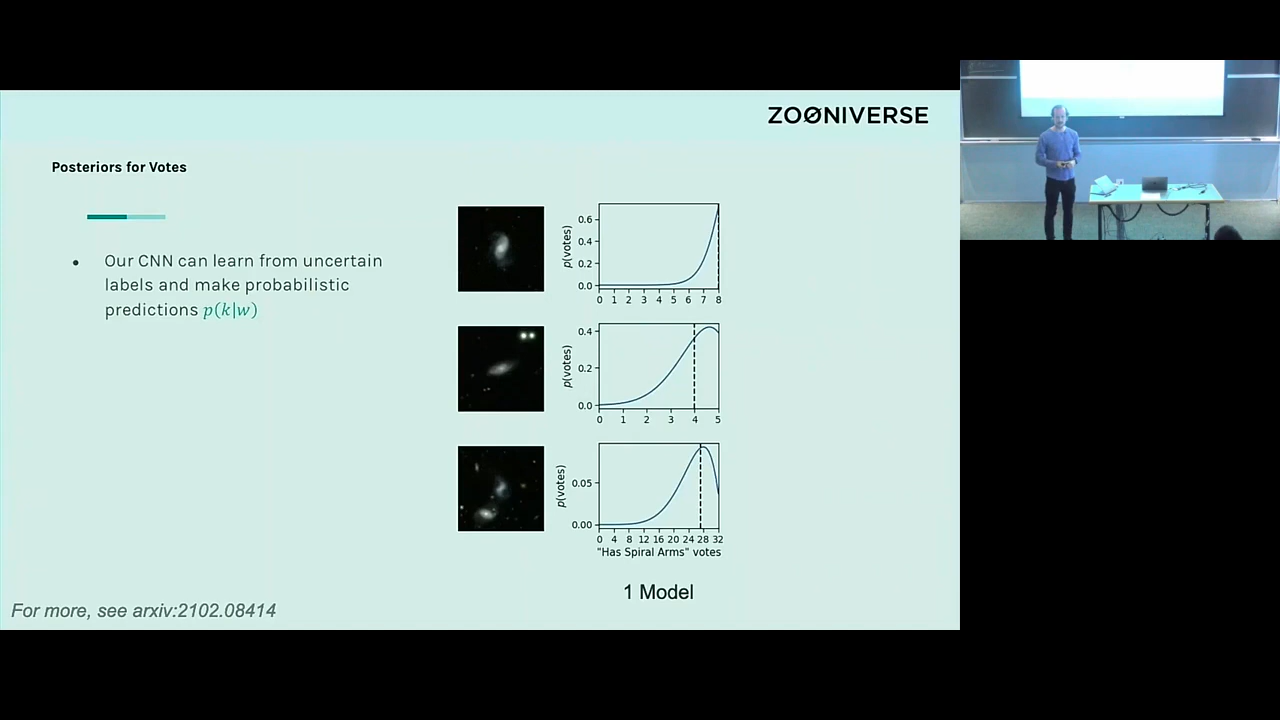 ZOØNIVERSE
Posteriors for Votes
• Our CNN can learn from uncertain
labels and make probabilistic
predictions p(k|w)
p(votes)
0.6
0.4
0.2
0.0
0 1 2 3 4 5 6 7 8
p(votes)
0.4
0.2
0.0
0 1 2 3 4 5
p(votes)
0.05
0.00
0 4 8 12 16 20 24 28 32
"Has Spiral Arms" votes
1 Model
For more, see arxiv:2102.08414